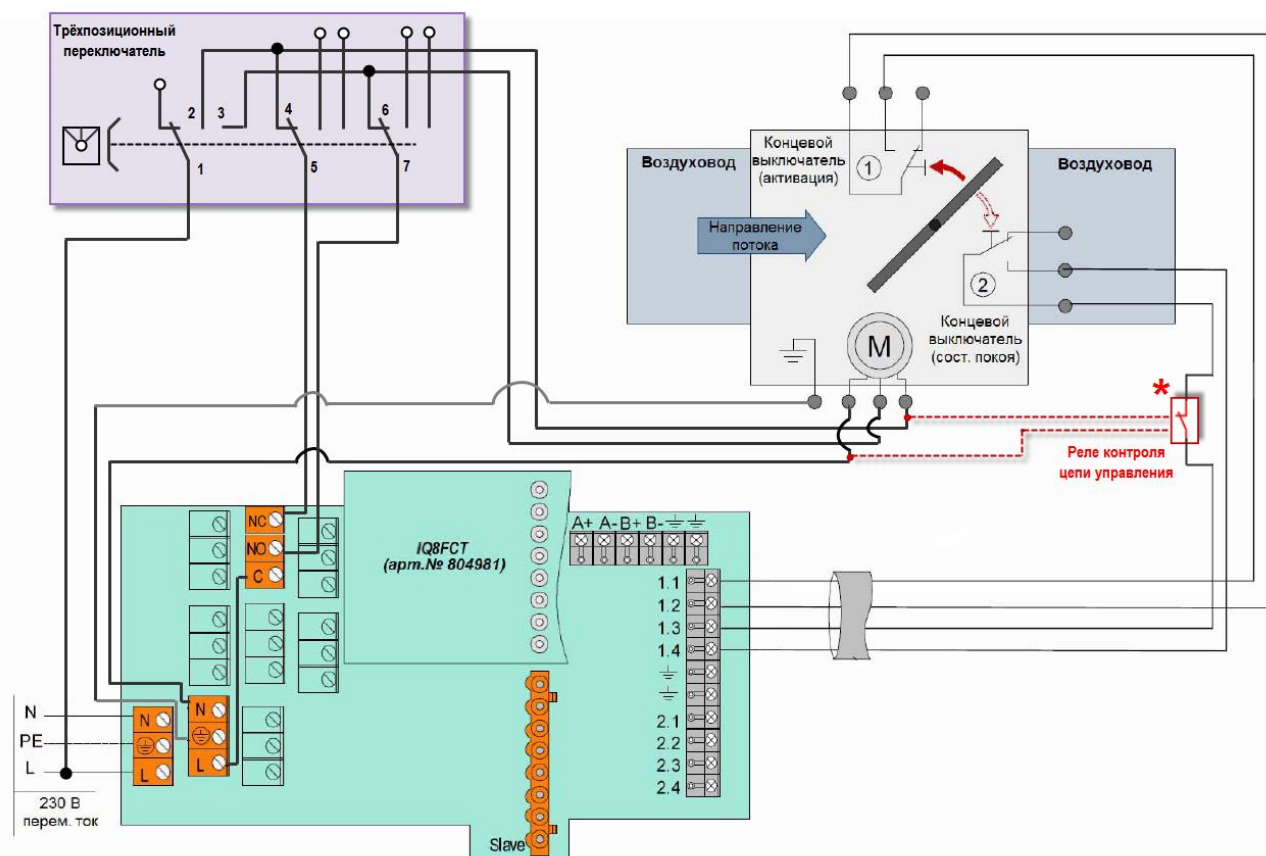 Трёхпозиционный
переключатель
2
3
4
6
1
5
7
Концевой
выключатель
(активация)
1
Воздуховод
Воздуховод
Направление
потока
2
Концевой
выключатель
(сост. покоя)
M
*
Реле контроля
цепи управления
NC
NO
C
IQ8FCT
(арт.№ 804981)
A+ A- B+ B-
1.1
1.2
1.3
1.4
2.1
2.2
2.3
2.4
N
PE
L
N
L
N
L
230 В
перем. ток
Slave